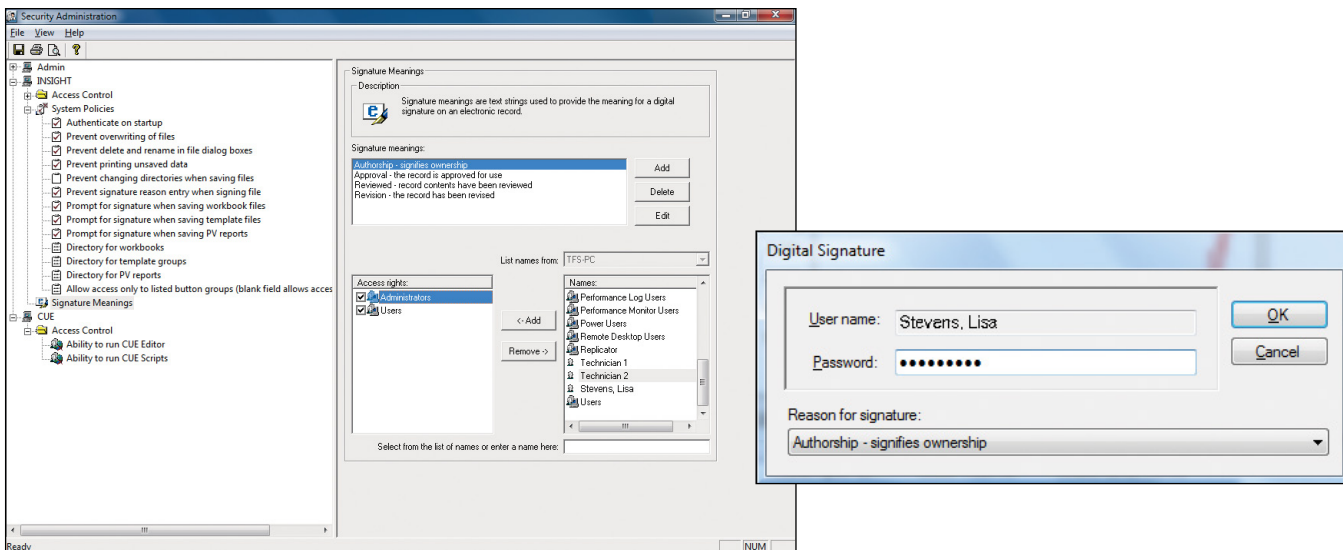 Security Administration
File View Help
Admin
INSIGHT
Access Control
System Policies
Authenticate on startup
Prevent overwriting of files
Prevent delete and rename in file dialog boxes
Prevent printing unsaved data
Prevent changing directories when saving files
Prevent signature reason entry when signing file
Prompt for signature when saving workbook files
Prompt for signature when saving template files
Prompt for signature when saving PV reports
Directory for workbooks
Directory for template groups
Directory for PV reports
Allow access only to listed button groups (blank field allows acces
Signature Meanings
CUE
Access Control
Ability to run CUE Editor
Ability to run CUE Scripts
Signature Meanings
Description
Signature meanings are text strings used to provide the meaning for a digital
signature on an electronic record.
Signature meanings:
Authorship - signifies ownership
Approval - the record is approved for use
Reviewed - record contents have been reviewed
Revision - the record has been revised
Add
Delete
Edit
List names from: TFS-PC
Access rights:
Administrators
Users
<- Add
Remove ->
Names:
Performance Log Users
Performance Monitor Users
Power Users
Remote Desktop Users
Replicator
Technician 1
Technician 2
Stevens, Lisa
Users
Select from the list of names or enter a name here:
Ready
NUM
Digital Signature
User name: Stevens, Lisa
Password:
OK
Cancel
Reason for signature:
Authorship - signifies ownership